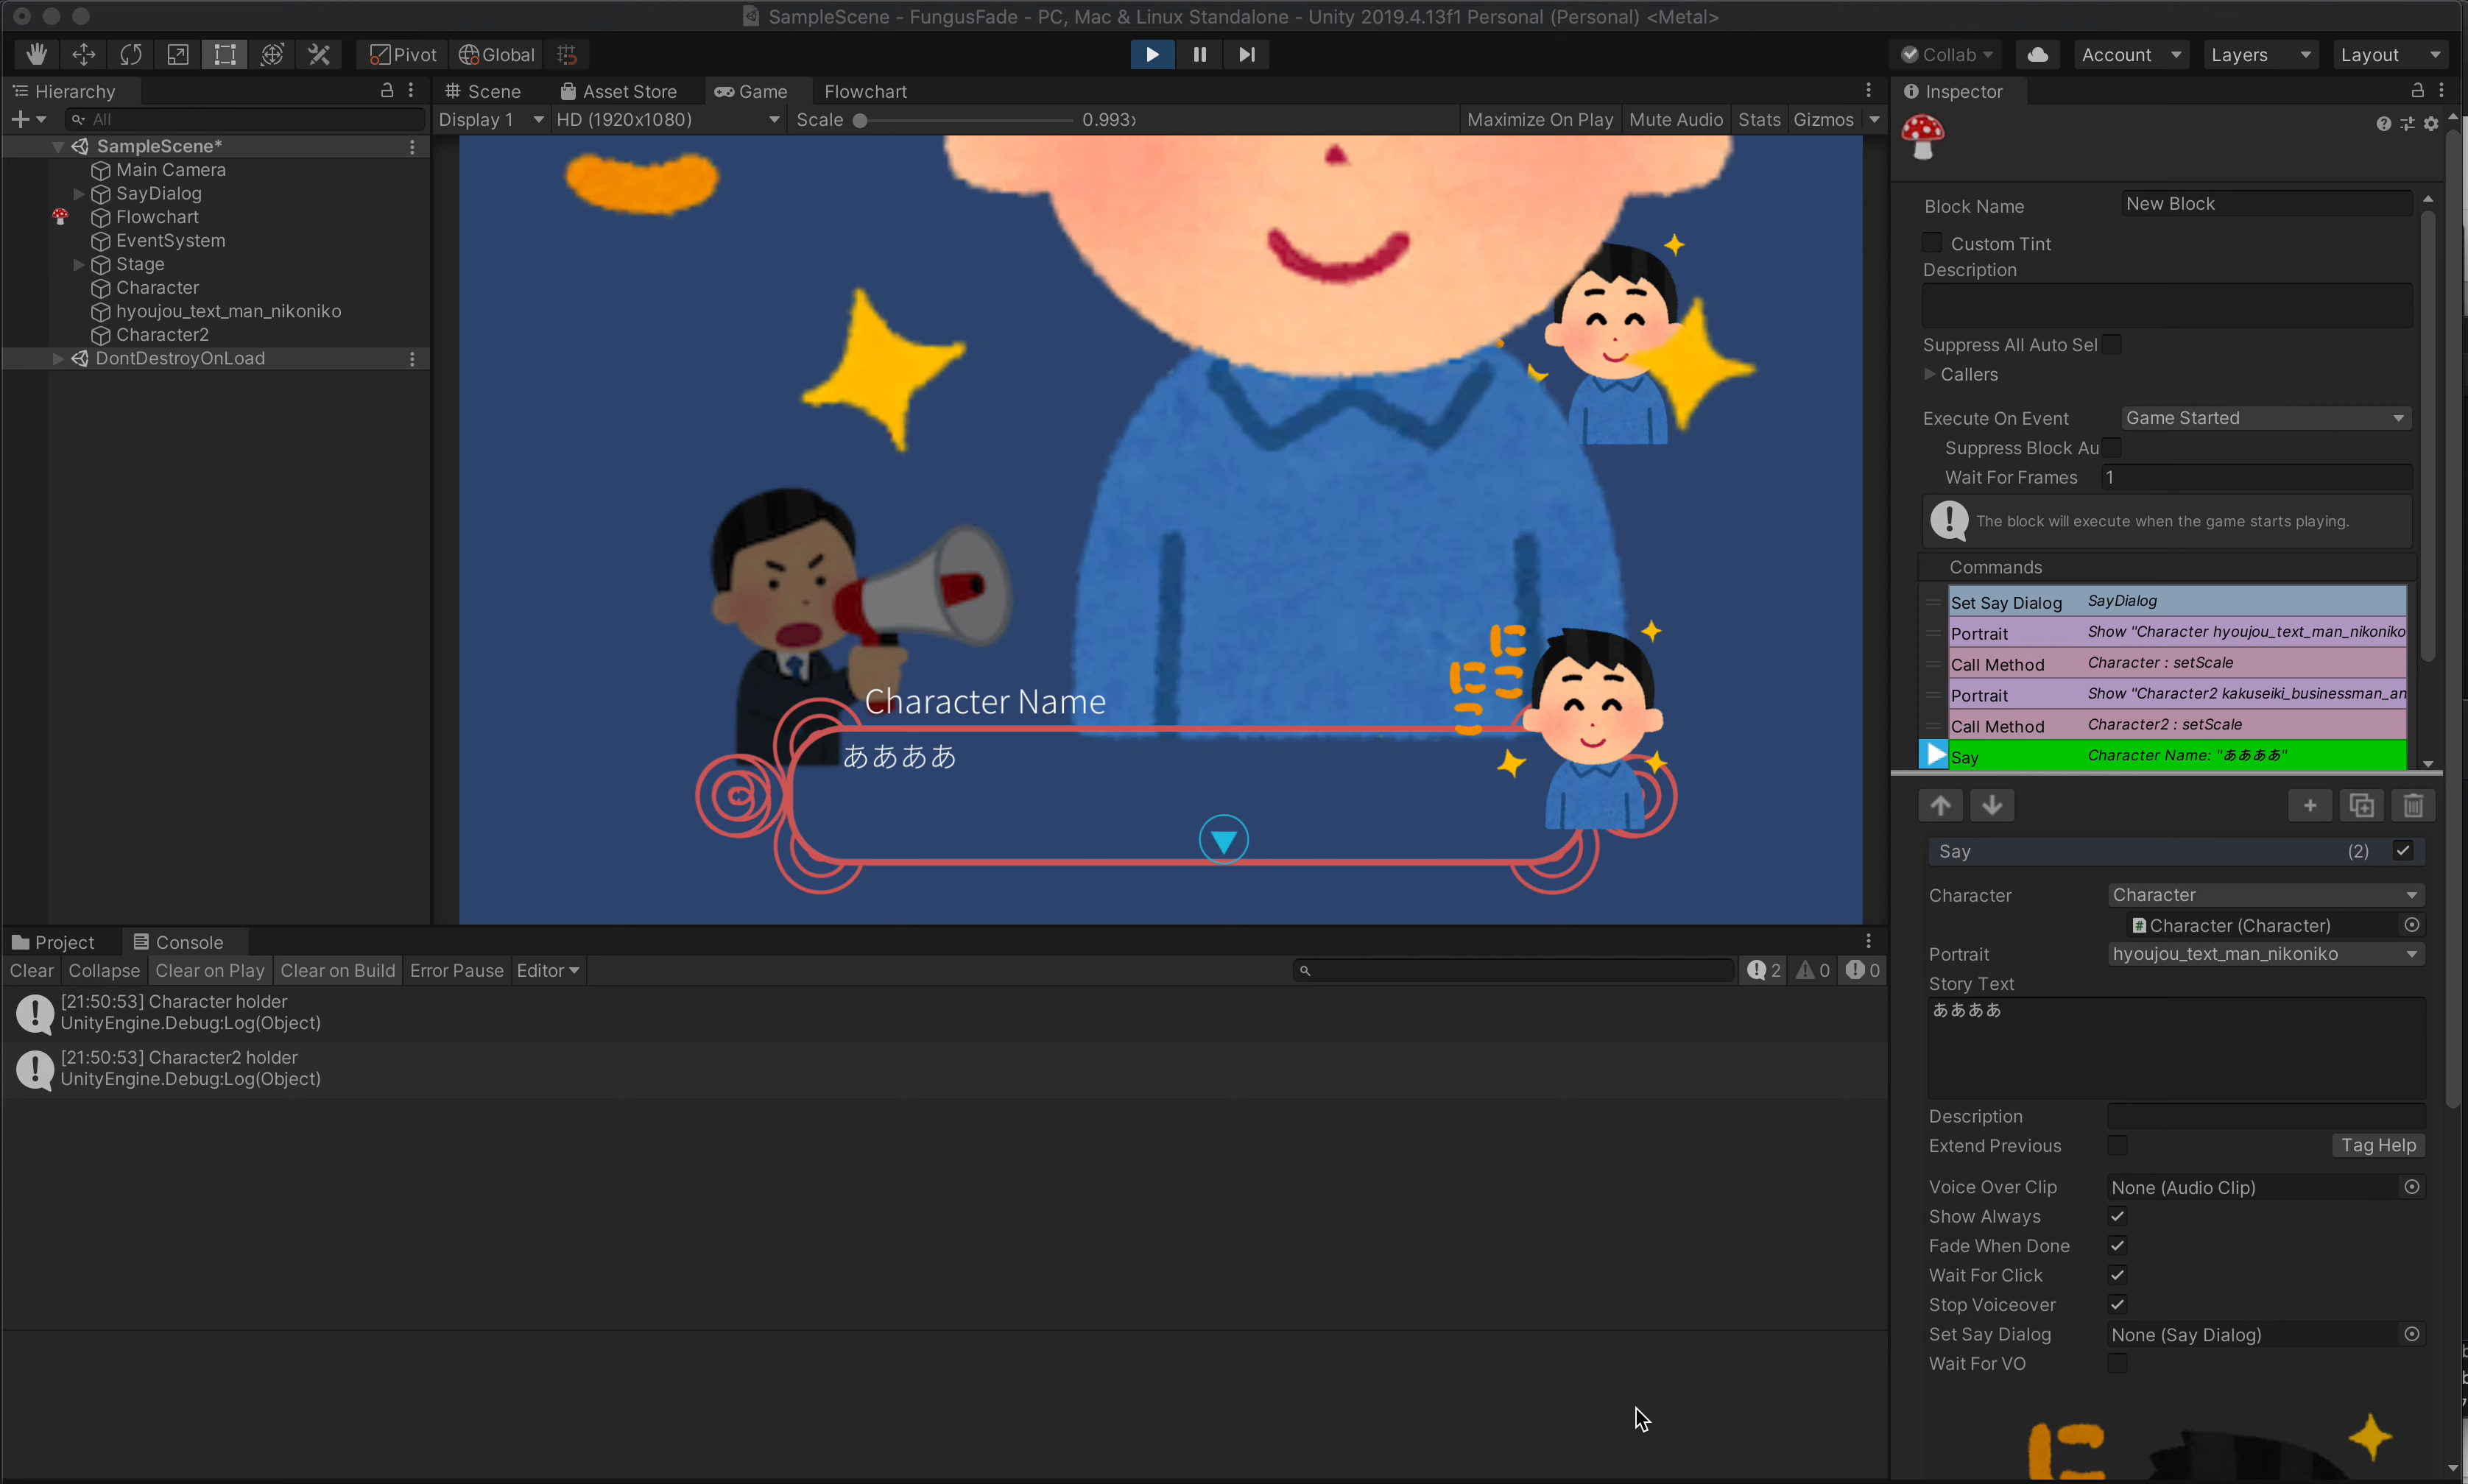 SampleScene - FungusFade - PC, Mac & Linux Standalone - Unity 2019.4.13f1 Personal (Personal) <Metal>
Pivot Global Collab Account Layers Layout
Hierarchy
All
SampleScene*
Main Camera
SayDialog
Flowchart
EventSystem
Stage
Character
hyoujou_text_man_nikoniko
Character2
DontDestroyOnLoad
Scene Asset Store Game Flowchart
Display 1 HD (1920x1080) Scale 0.993x Maximize On Play Mute Audio Stats Gizmos
にこにこ
Character Name
ああああ
Project Console
Clear Collapse Clear on Play Clear on Build Error Pause Editor 2 0 0
[21:50:53] Character holder
UnityEngine.Debug:Log(Object)
[21:50:53] Character2 holder
UnityEngine.Debug:Log(Object)
Inspector
Block Name New Block
Custom Tint
Description
Suppress All Auto Sel
Callers
Execute On Event Game Started
Suppress Block Au
Wait For Frames 1
The block will execute when the game starts playing.
Commands
Set Say Dialog SayDialog
Portrait Show "Character hyoujou_text_man_nikoniko
Call Method Character : setScale
Portrait Show "Character2 kakuseiki_businessman_an
Call Method Character2 : setScale
Say Character Name: "ああああ"
Say (2)
Character Character
Character (Character)
Portrait hyoujou_text_man_nikoniko
Story Text
ああああ
Description
Extend Previous Tag Help
Voice Over Clip None (Audio Clip)
Show Always
Fade When Done
Wait For Click
Stop Voiceover
Set Say Dialog None (Say Dialog)
Wait For VO
に